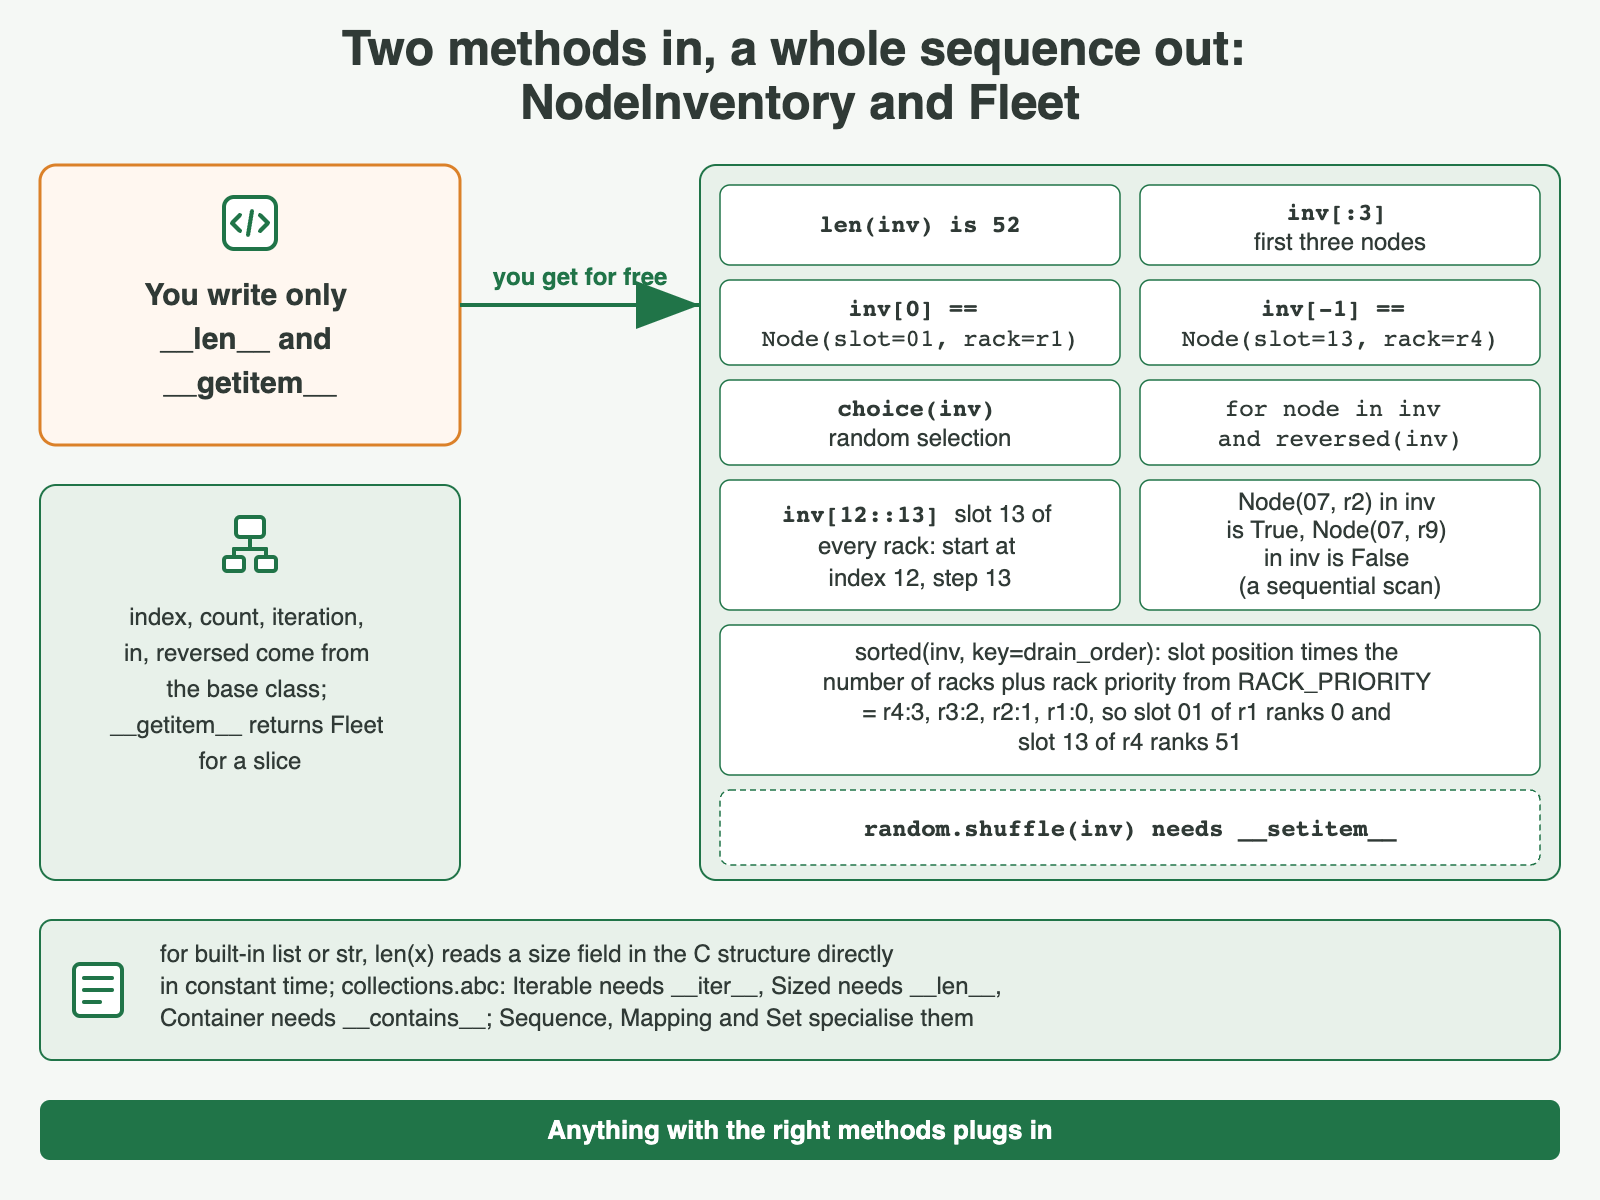 Two methods in, a whole sequence out:
NodeInventory and Fleet
You write only
__len__ and
__getitem__
you get for free
len(inv) is 52
inv[:3]
first three nodes
inv[0] ==
Node(slot=01, rack=r1)
inv[-1] ==
Node(slot=13, rack=r4)
choice(inv)
random selection
for node in inv
and reversed(inv)
inv[12::13] slot 13 of
every rack: start at
index 12, step 13
Node(07, r2) in inv
is True, Node(07, r9)
in inv is False
(a sequential scan)
sorted(inv, key=drain_order): slot position times the
number of racks plus rack priority from RACK_PRIORITY
= r4:3, r3:2, r2:1, r1:0, so slot 01 of r1 ranks 0 and
slot 13 of r4 ranks 51
random.shuffle(inv) needs __setitem__
index, count, iteration,
in, reversed come from
the base class;
__getitem__ returns Fleet
for a slice
for built-in list or str, len(x) reads a size field in the C structure directly
in constant time; collections.abc: Iterable needs __iter__, Sized needs __len__,
Container needs __contains__; Sequence, Mapping and Set specialise them
Anything with the right methods plugs in